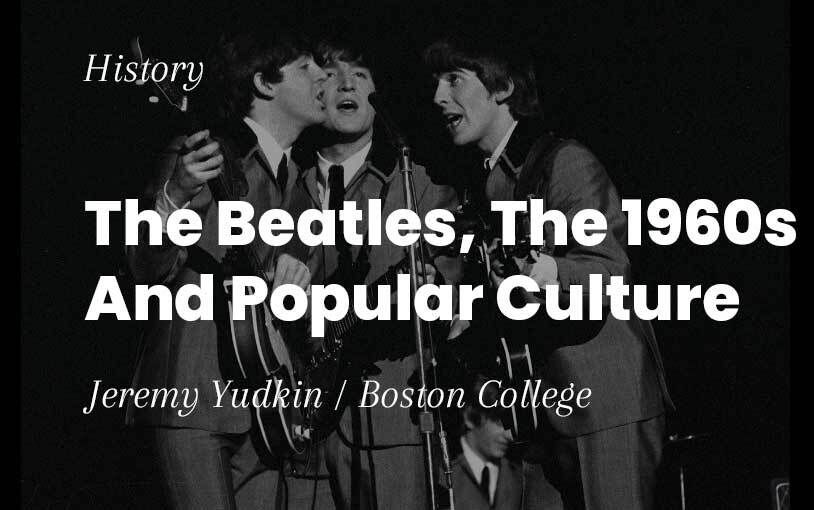 History
The Beatles, The 1960s
And Popular Culture
Jeremy Yudkin / Boston College